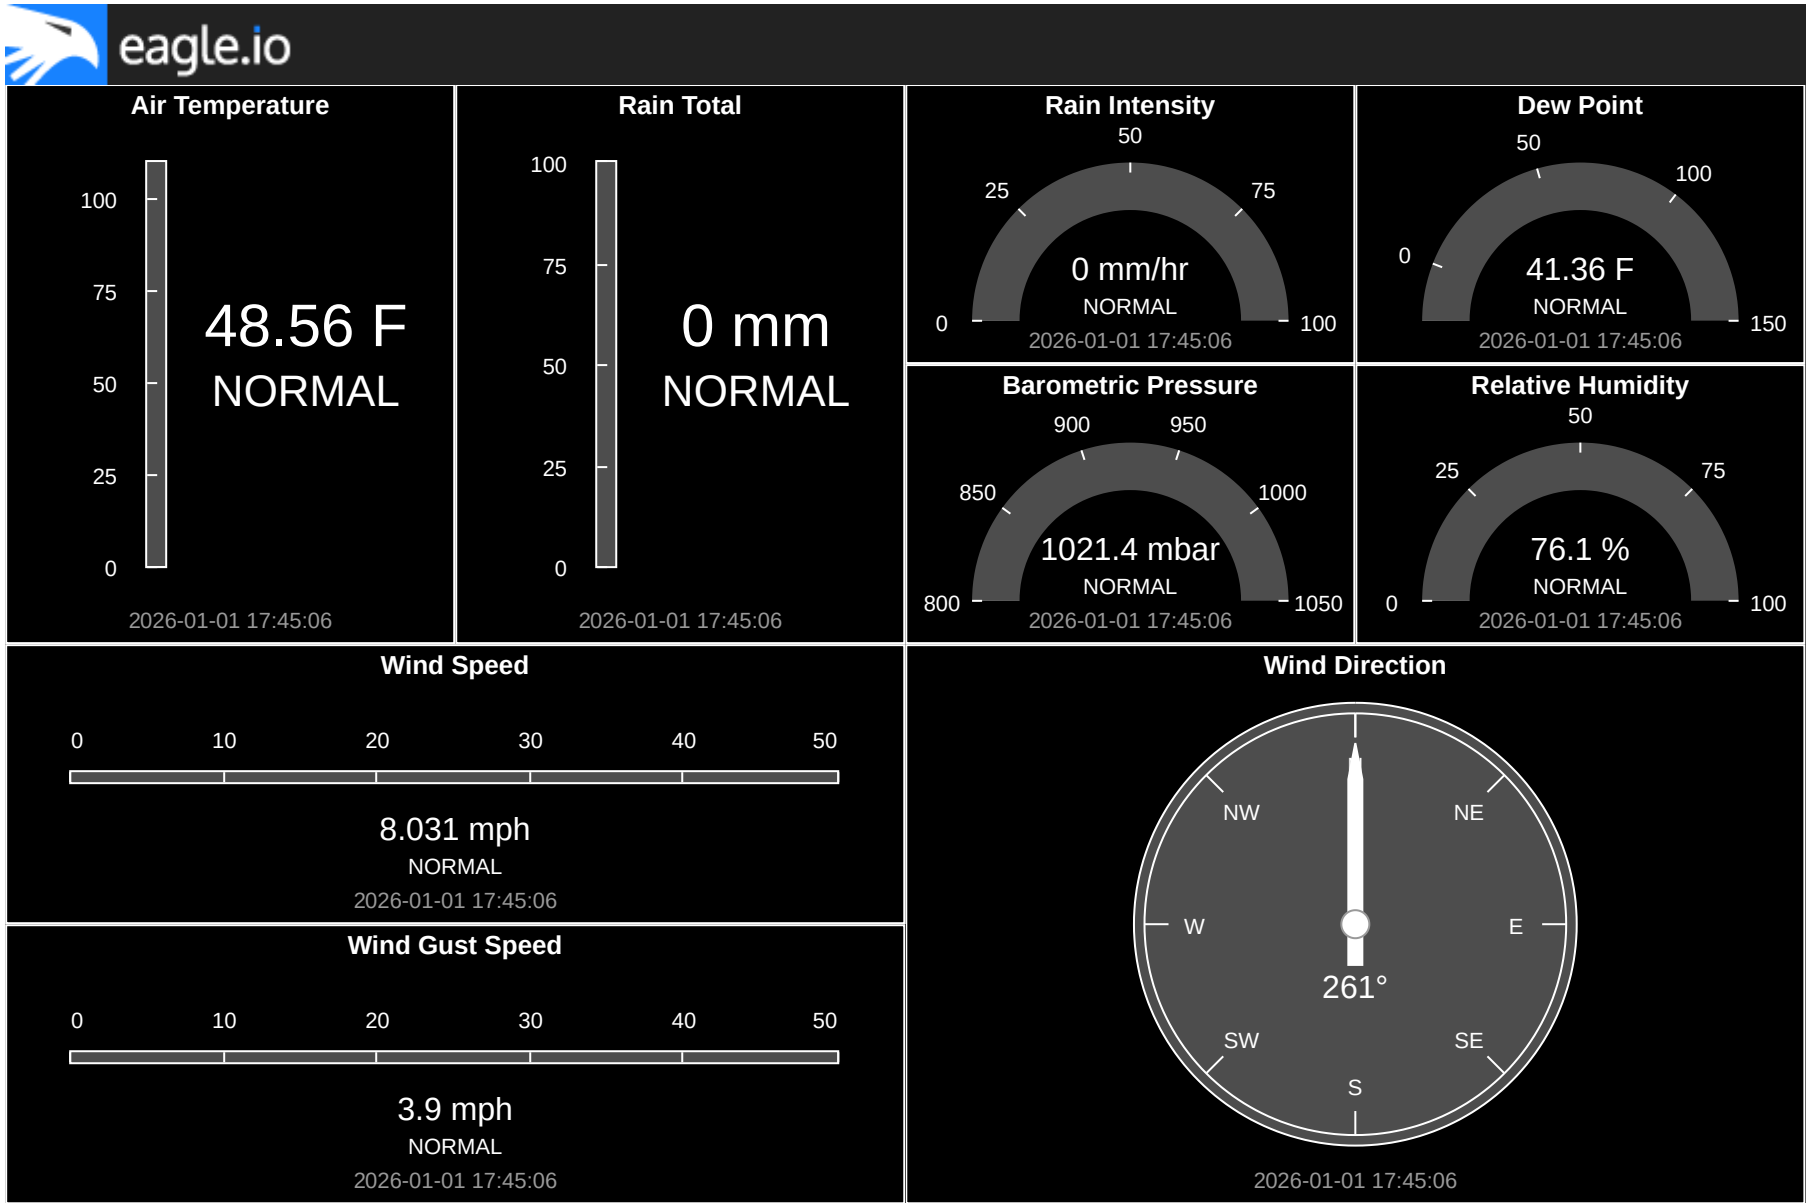 eagle.io
Air Temperature
100
75
50
25
0
48.56 F
NORMAL
2026-01-01 17:45:06
Rain Total
100
75
50
25
0
0 mm
NORMAL
2026-01-01 17:45:06
Rain Intensity
0
25
50
75
100
0 mm/hr
NORMAL
2026-01-01 17:45:06
Dew Point
0
50
100
150
41.36 F
NORMAL
2026-01-01 17:45:06
Barometric Pressure
800
850
900
950
1000
1050
1021.4 mbar
NORMAL
2026-01-01 17:45:06
Relative Humidity
0
25
50
75
100
76.1 %
NORMAL
2026-01-01 17:45:06
Wind Speed
0 10 20 30 40 50
8.031 mph
NORMAL
2026-01-01 17:45:06
Wind Gust Speed
0 10 20 30 40 50
3.9 mph
NORMAL
2026-01-01 17:45:06
Wind Direction
NW NE
W E
261°
SW SE
S
2026-01-01 17:45:06